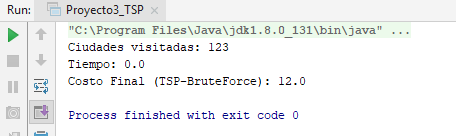 Run: Proyecto3_TSP
"C:\Program Files\Java\jdk1.8.0_131\bin\java" ...
Ciudades visitadas: 123
Tiempo: 0.0
Costo Final (TSP-BruteForce): 12.0
Process finished with exit code 0